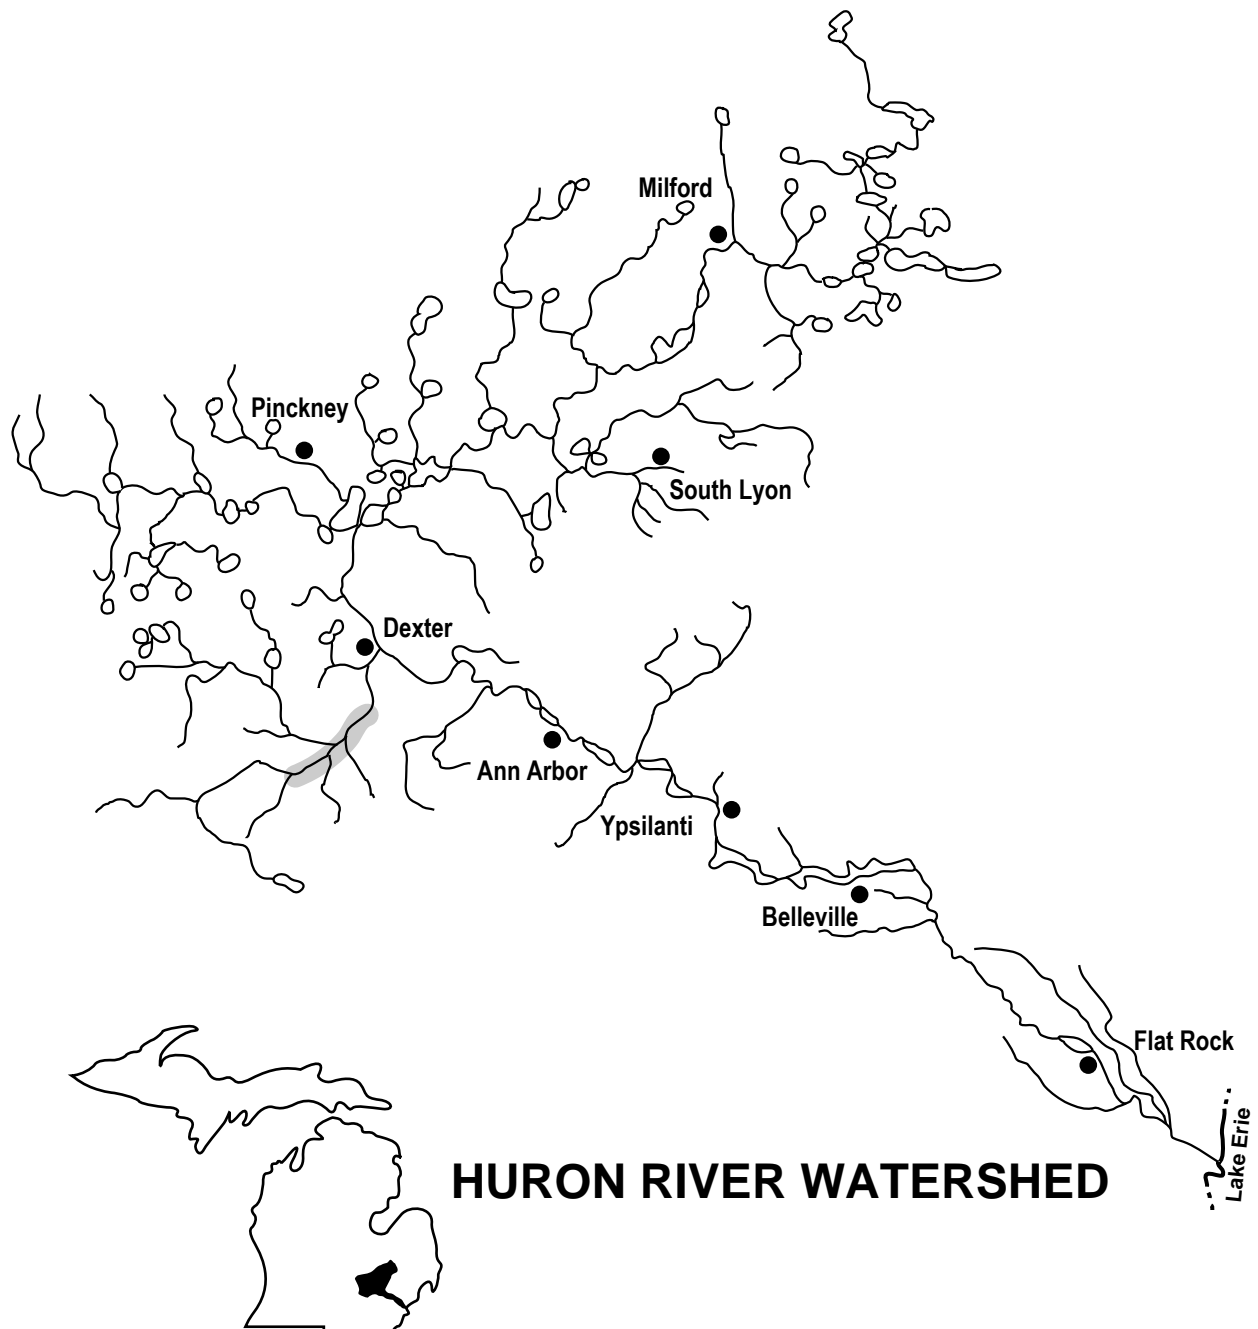 Milford
Pinckney
South Lyon
Dexter
Ann Arbor
Ypsilanti
Belleville
Flat Rock
Lake Erie
HURON RIVER WATERSHED